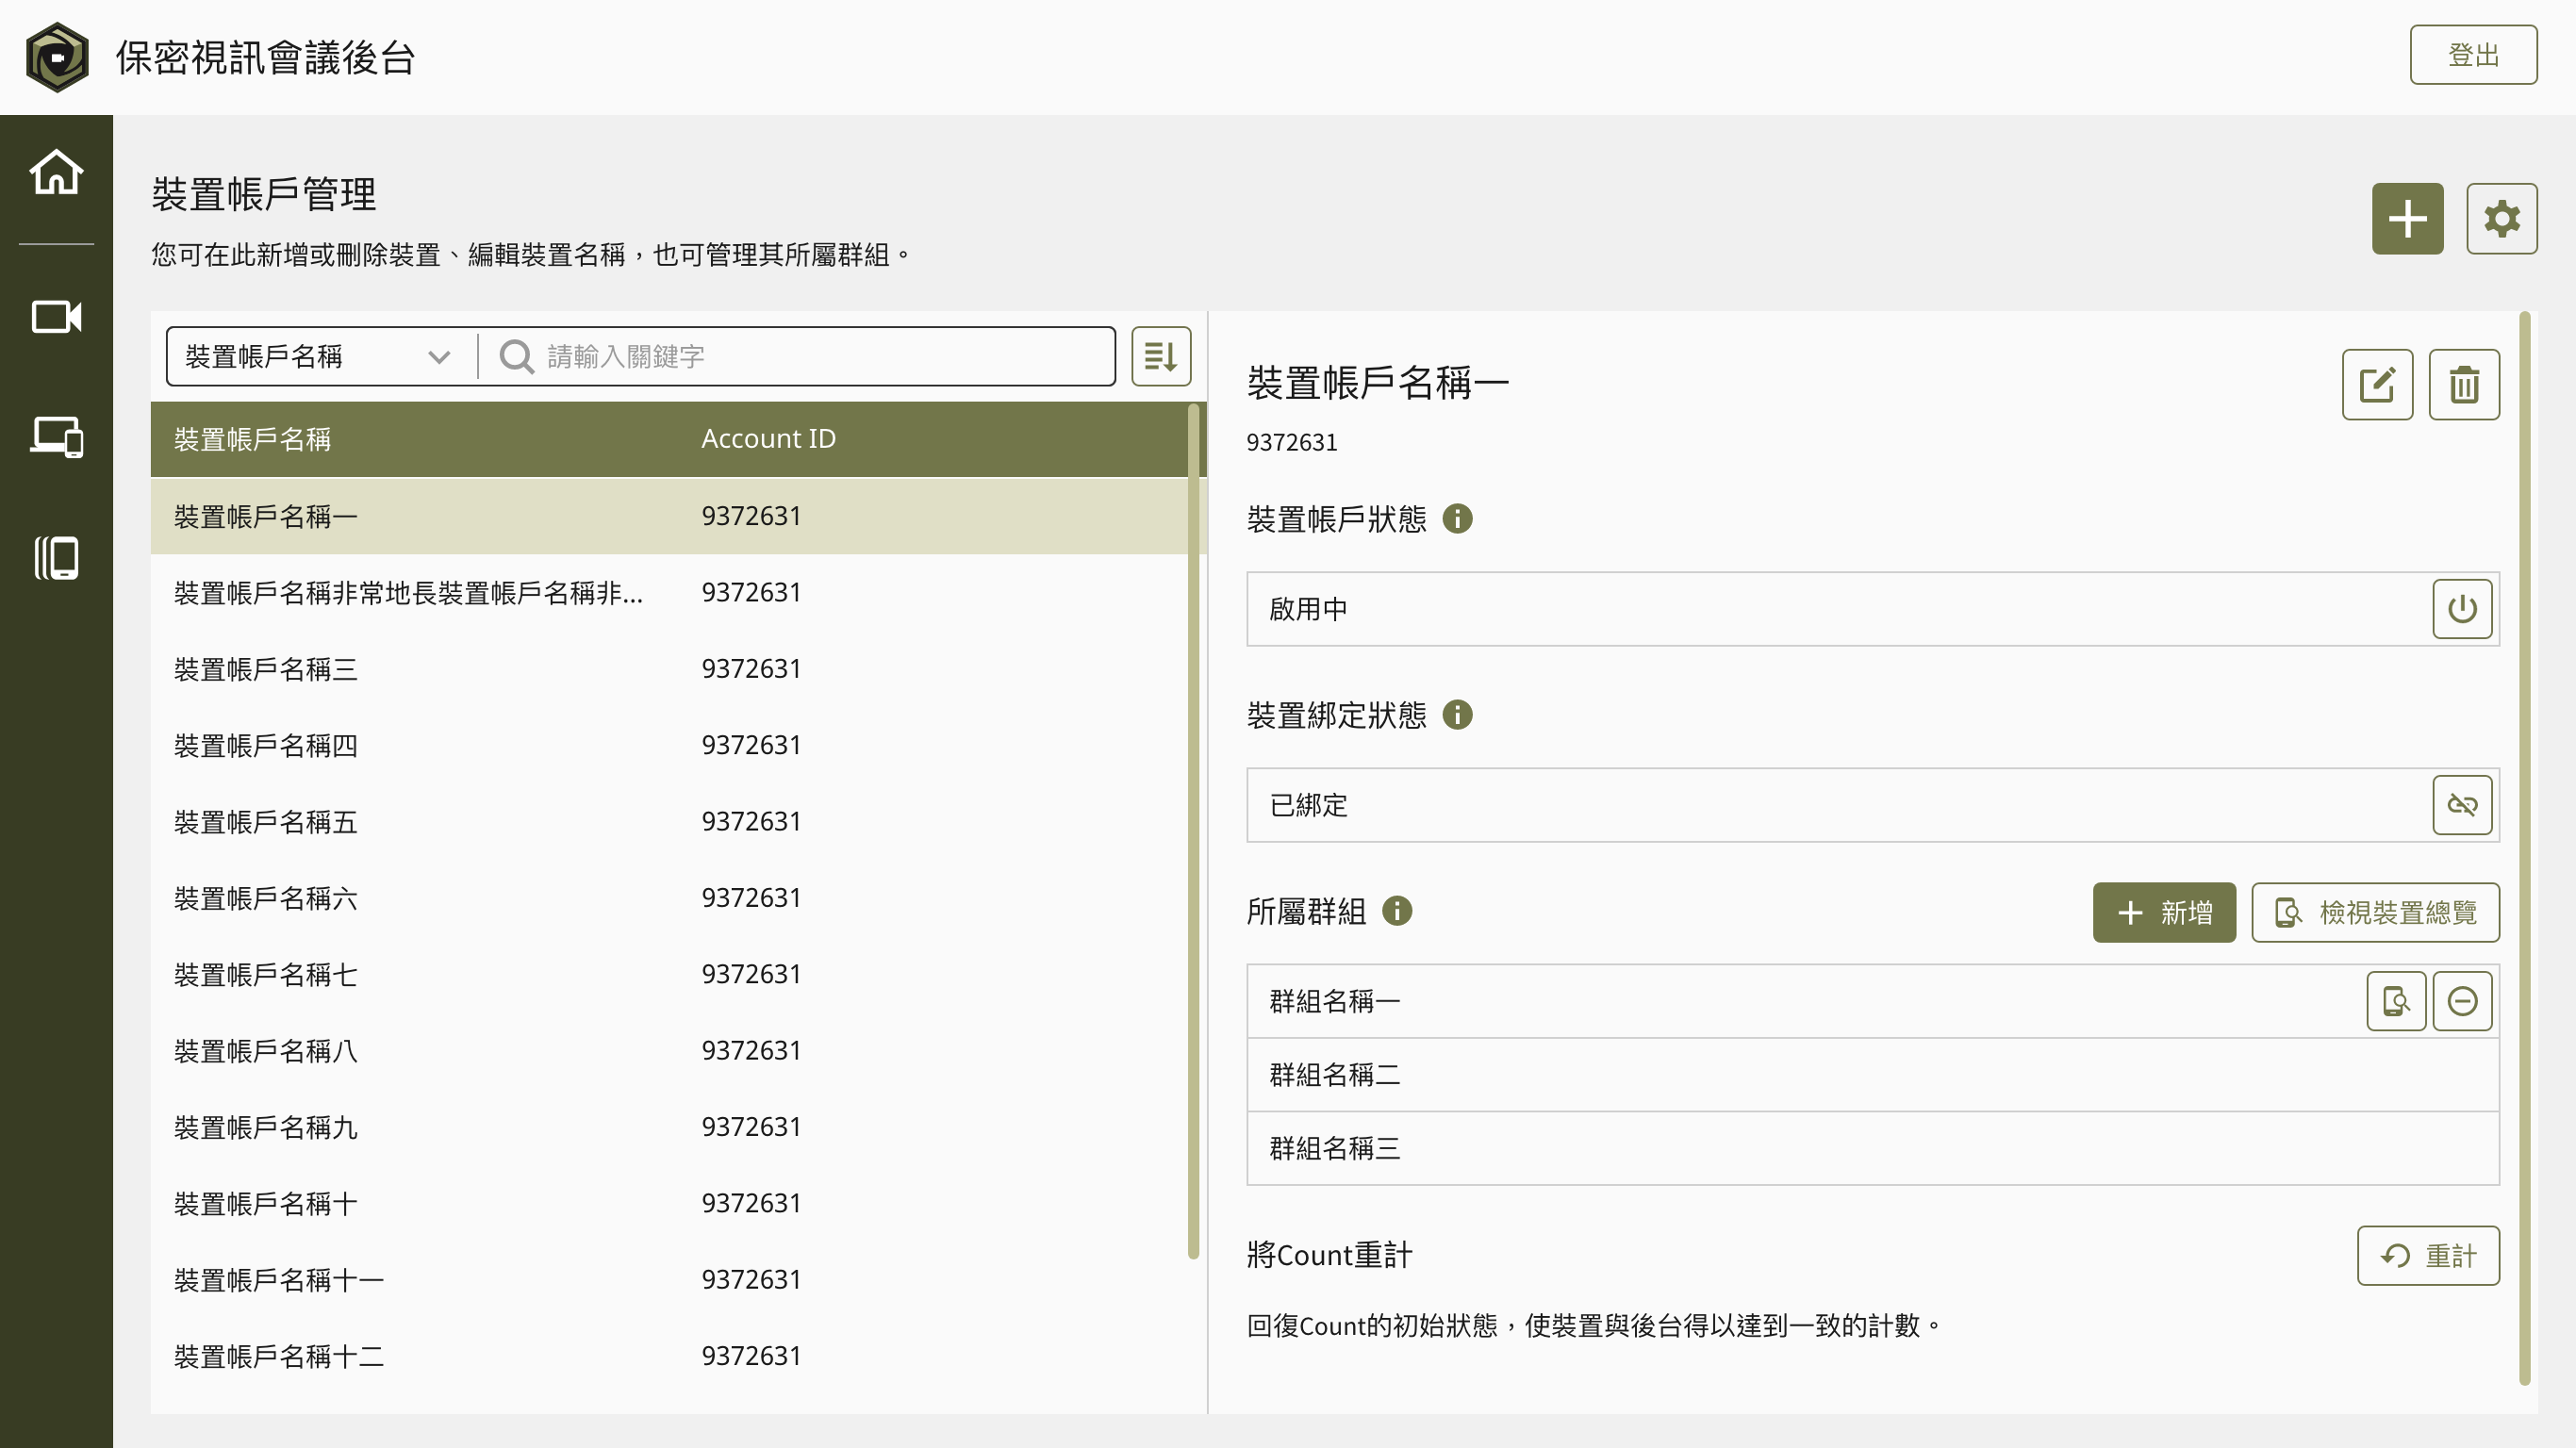 保密視訊會議後台
登出
裝置帳戶管理
您可在此新增或刪除裝置、編輯裝置名稱，也可管理其所屬群組。
裝置帳戶名稱
請輸入關鍵字
裝置帳戶名稱 Account ID
裝置帳戶名稱一 9372631
裝置帳戶名稱非常地長裝置帳戶名稱非... 9372631
裝置帳戶名稱三 9372631
裝置帳戶名稱四 9372631
裝置帳戶名稱五 9372631
裝置帳戶名稱六 9372631
裝置帳戶名稱七 9372631
裝置帳戶名稱八 9372631
裝置帳戶名稱九 9372631
裝置帳戶名稱十 9372631
裝置帳戶名稱十一 9372631
裝置帳戶名稱十二 9372631
裝置帳戶名稱一
9372631
裝置帳戶狀態
啟用中
裝置綁定狀態
已綁定
所屬群組
新增
檢視裝置總覽
群組名稱一
群組名稱二
群組名稱三
將Count重計
重計
回復Count的初始狀態，使裝置與後台得以達到一致的計數。